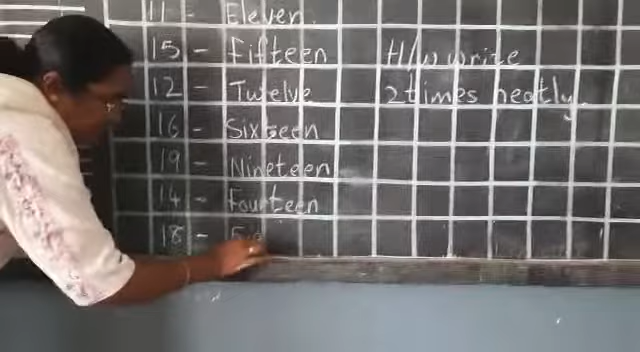 11 - Eleven
15 - Fifteen H/w write
12 - Twelve 2 times neatly.
16 - Sixteen
19 - Nineteen
14 - Fourteen
18 -